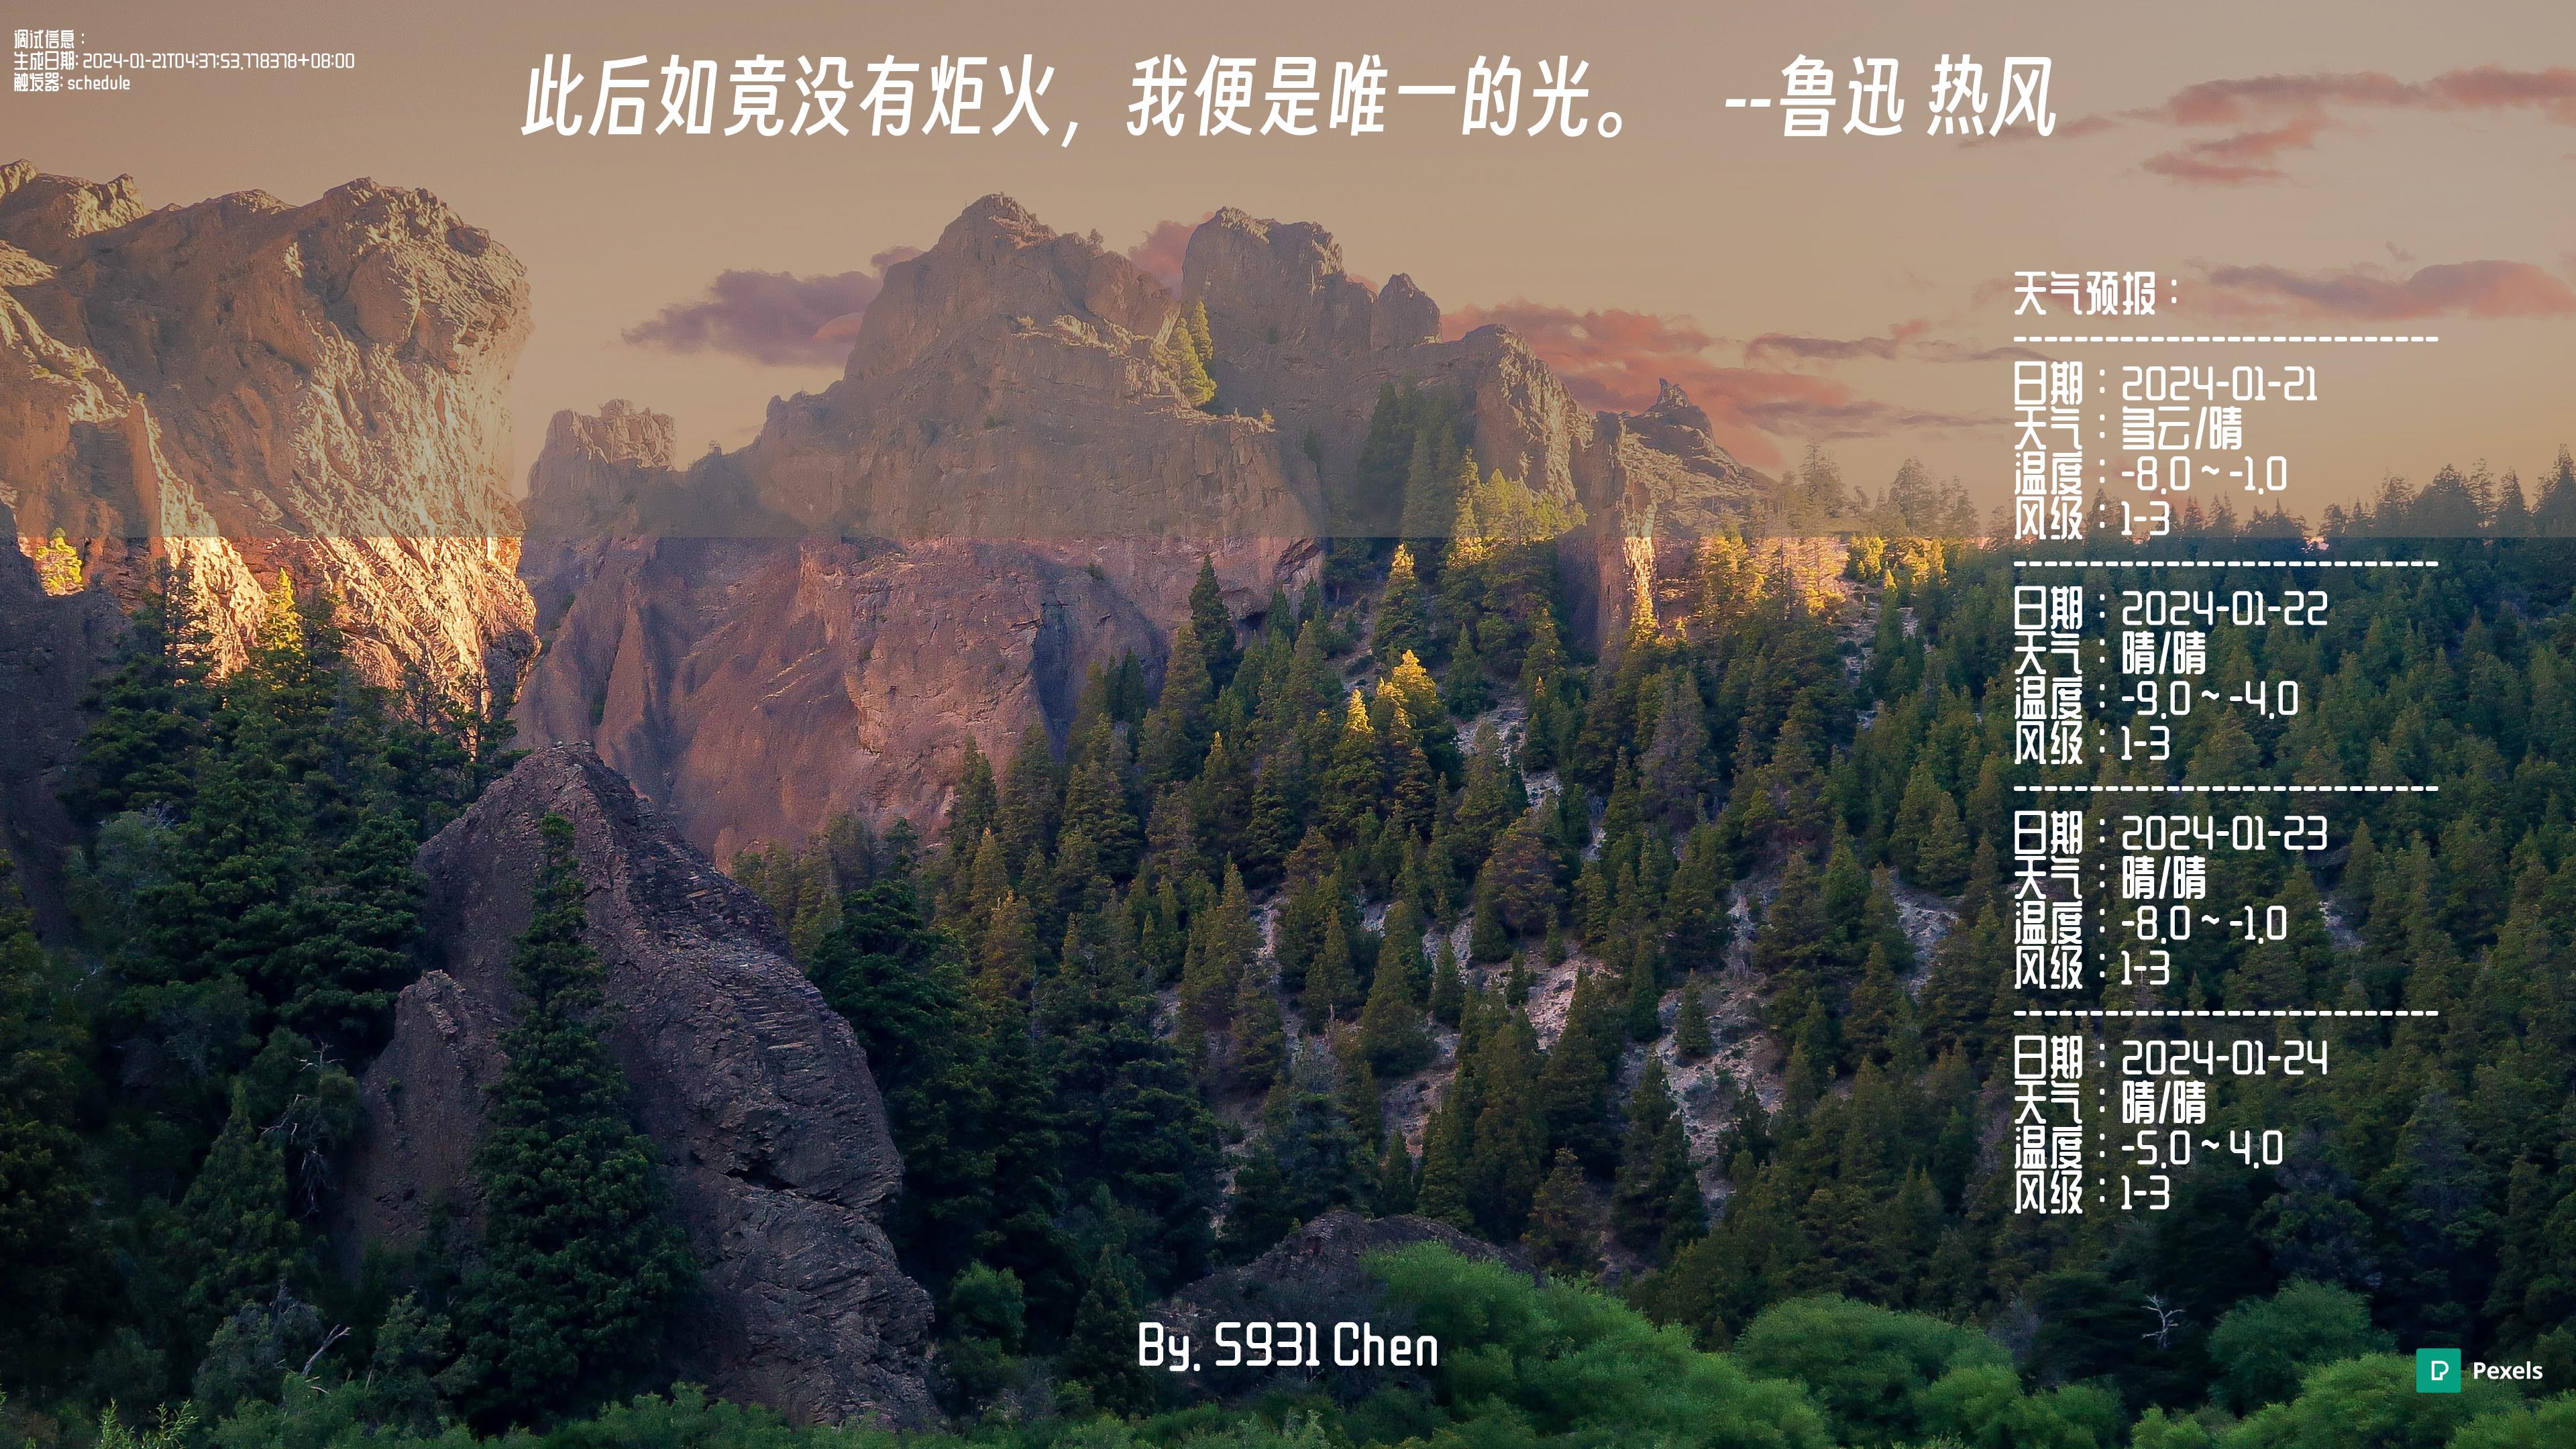 调试信息：
生成日期: 2024-01-21T04:37:53.778378+08:00
触发器: schedule
此后如竟没有炬火，我便是唯一的光。 --鲁迅 热风
天气预报：
----------------------------
日期：2024-01-21
天气：多云/晴
温度：-8.0 ~ -1.0
风级：1-3
----------------------------
日期：2024-01-22
天气：晴/晴
温度：-9.0 ~ -4.0
风级：1-3
----------------------------
日期：2024-01-23
天气：晴/晴
温度：-8.0 ~ -1.0
风级：1-3
----------------------------
日期：2024-01-24
天气：晴/晴
温度：-5.0 ~ 4.0
风级：1-3
By. S931 Chen
Pexels